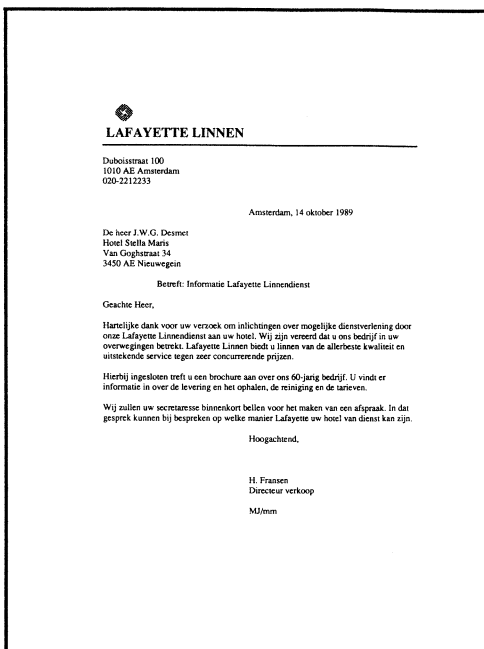 LAFAYETTE LINNEN
Duboisstraat 100
1010 AE Amsterdam
020-2212233
Amsterdam, 14 oktober 1989
De heer J.W.G. Desmet
Hotel Stella Maris
Van Goghstraat 34
3450 AE Nieuwegein
Betreft: Informatie Lafayette Linnendienst
Geachte Heer,
Hartelijke dank voor uw verzoek om inlichtingen over mogelijke dienstverlening door
onze Lafayette Linnendienst aan uw hotel. Wij zijn vereerd dat u ons bedrijf in uw
overwegingen betrekt. Lafayette Linnen biedt u linnen van de allerbeste kwaliteit en
uitstekende service tegen zeer concurrerende prijzen.
Hierbij ingesloten treft u een brochure aan over ons 60-jarig bedrijf. U vindt er
informatie in over de levering en het ophalen, de reiniging en de tarieven.
Wij zullen uw secretaresse binnenkort bellen voor het maken van een afspraak. In dat
gesprek kunnen bij bespreken op welke manier Lafayette uw hotel van dienst kan zijn.
Hoogachtend,
H. Fransen
Directeur verkoop
MJ/mm